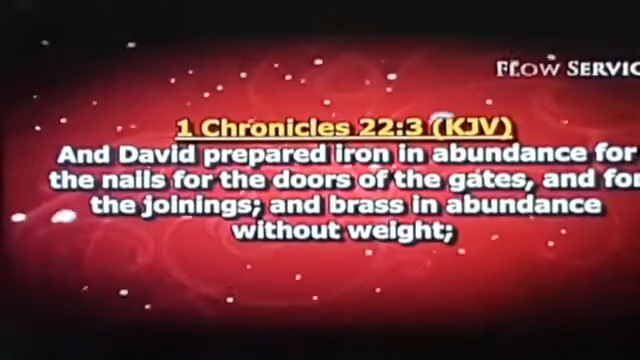 FLOW SERVIC
1 Chronicles 22:3 (KJV)
And David prepared iron in abundance for
the nails for the doors of the gates, and for
the joinings; and brass in abundance
without weight;